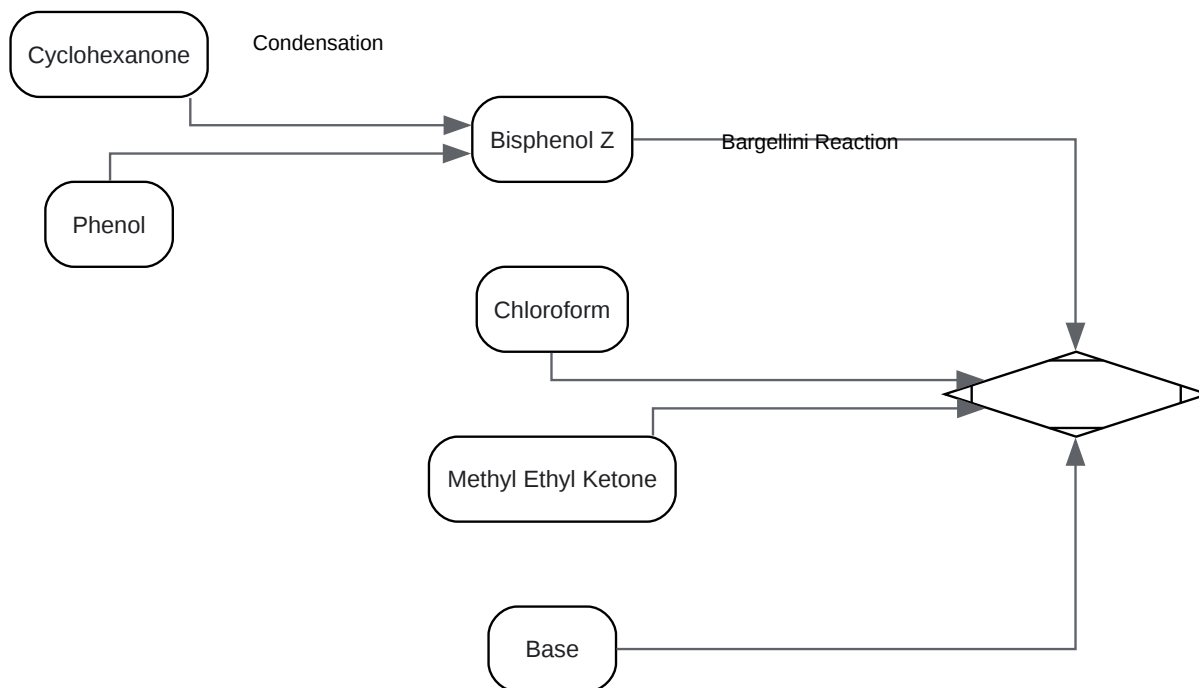 Cyclohexanone
Condensation
Bisphenol Z
Bargellini Reaction
Phenol
Chloroform
Methyl Ethyl Ketone
Base